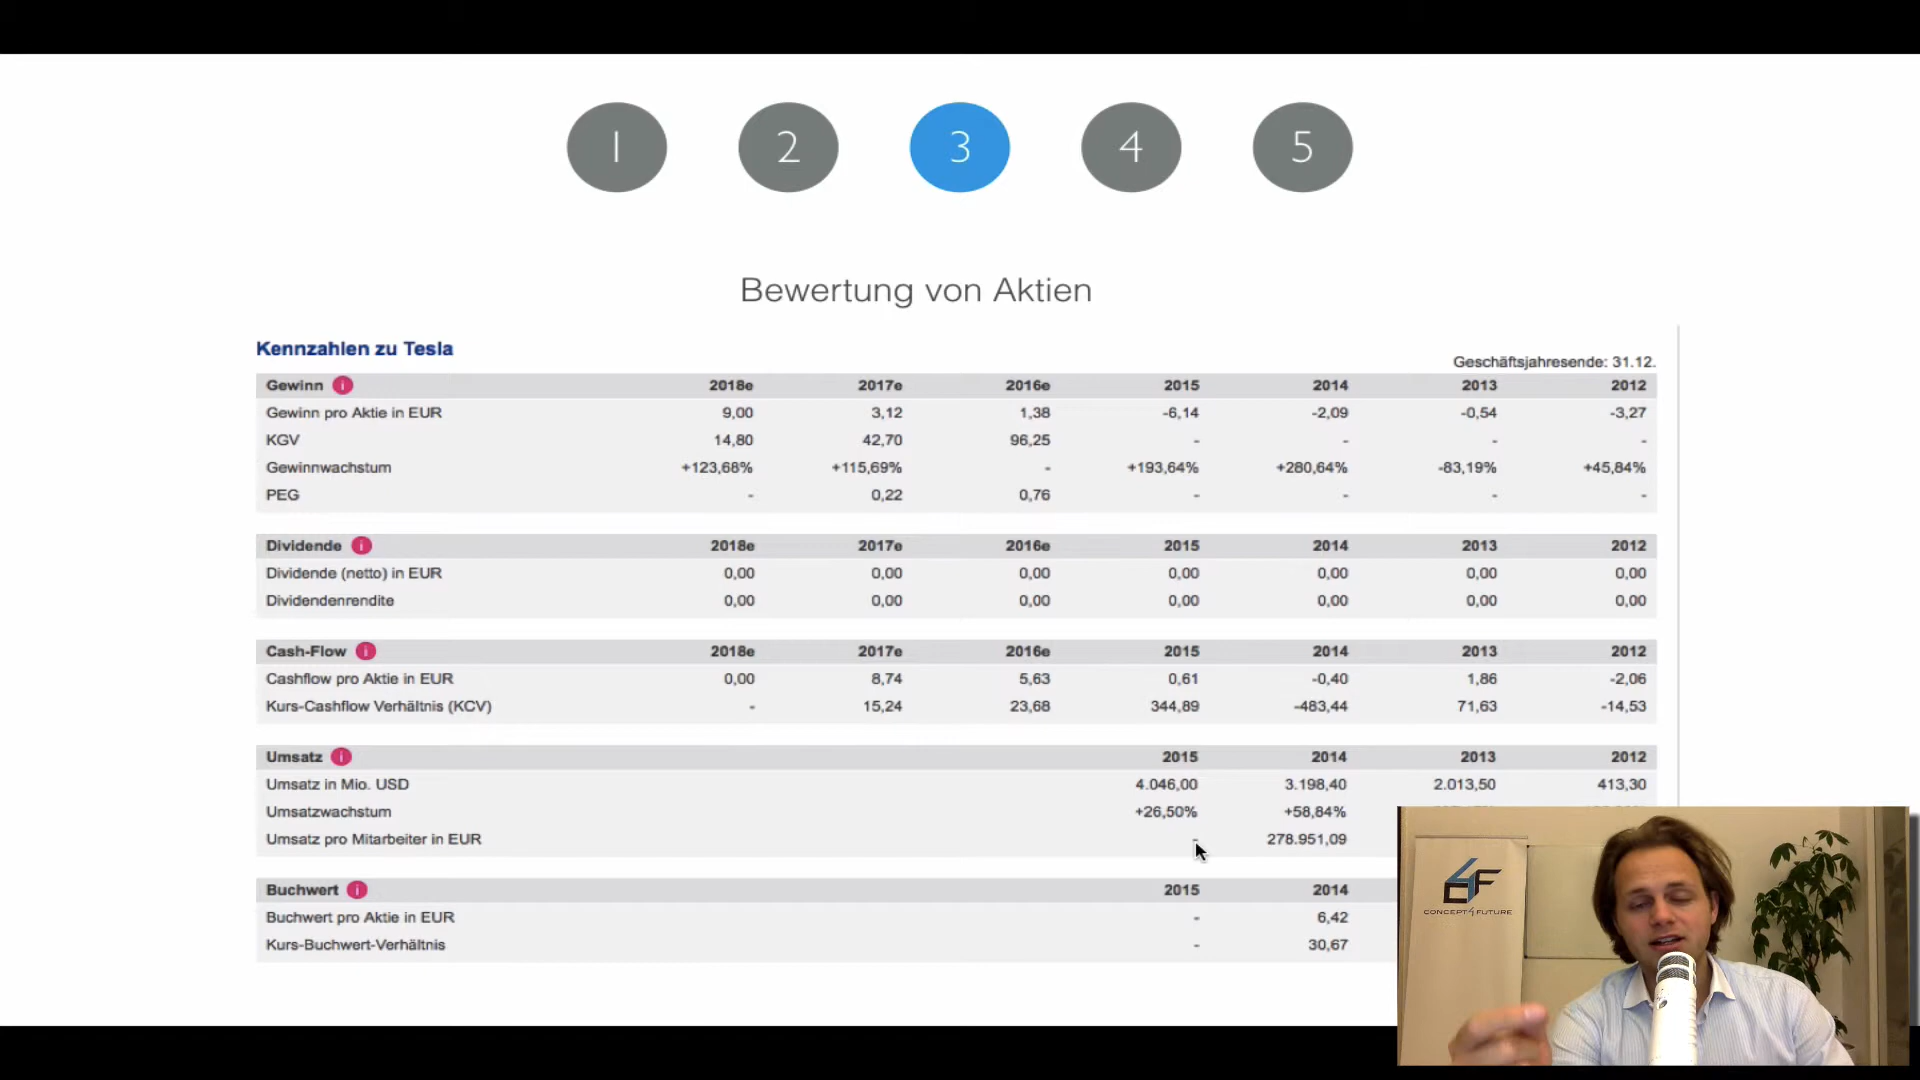 1 2 3 4 5
Bewertung von Aktien
Kennzahlen zu Tesla
Geschäftsjahresende: 31.12.
Gewinn i 2018e 2017e 2016e 2015 2014 2013 2012
Gewinn pro Aktie in EUR 9,00 3,12 1,38 -6,14 -2,09 -0,54 -3,27
KGV 14,80 42,70 96,25 - - - -
Gewinnwachstum +123,68% +115,69% - +193,64% +280,64% -83,19% +45,84%
PEG - 0,22 0,76 - - - -
Dividende i 2018e 2017e 2016e 2015 2014 2013 2012
Dividende (netto) in EUR 0,00 0,00 0,00 0,00 0,00 0,00 0,00
Dividendenrendite 0,00 0,00 0,00 0,00 0,00 0,00 0,00
Cash-Flow i 2018e 2017e 2016e 2015 2014 2013 2012
Cashflow pro Aktie in EUR 0,00 8,74 5,63 0,61 -0,40 1,86 -2,06
Kurs-Cashflow Verhältnis (KCV) - 15,24 23,68 344,89 -483,44 71,63 -14,53
Umsatz i 2015 2014 2013 2012
Umsatz in Mio. USD 4.046,00 3.198,40 2.013,50 413,30
Umsatzwachstum +26,50% +58,84%
Umsatz pro Mitarbeiter in EUR - 278.951,09
Buchwert i 2015 2014
Buchwert pro Aktie in EUR - 6,42
Kurs-Buchwert-Verhältnis - 30,67
C4F
CONCEPT4FUTURE